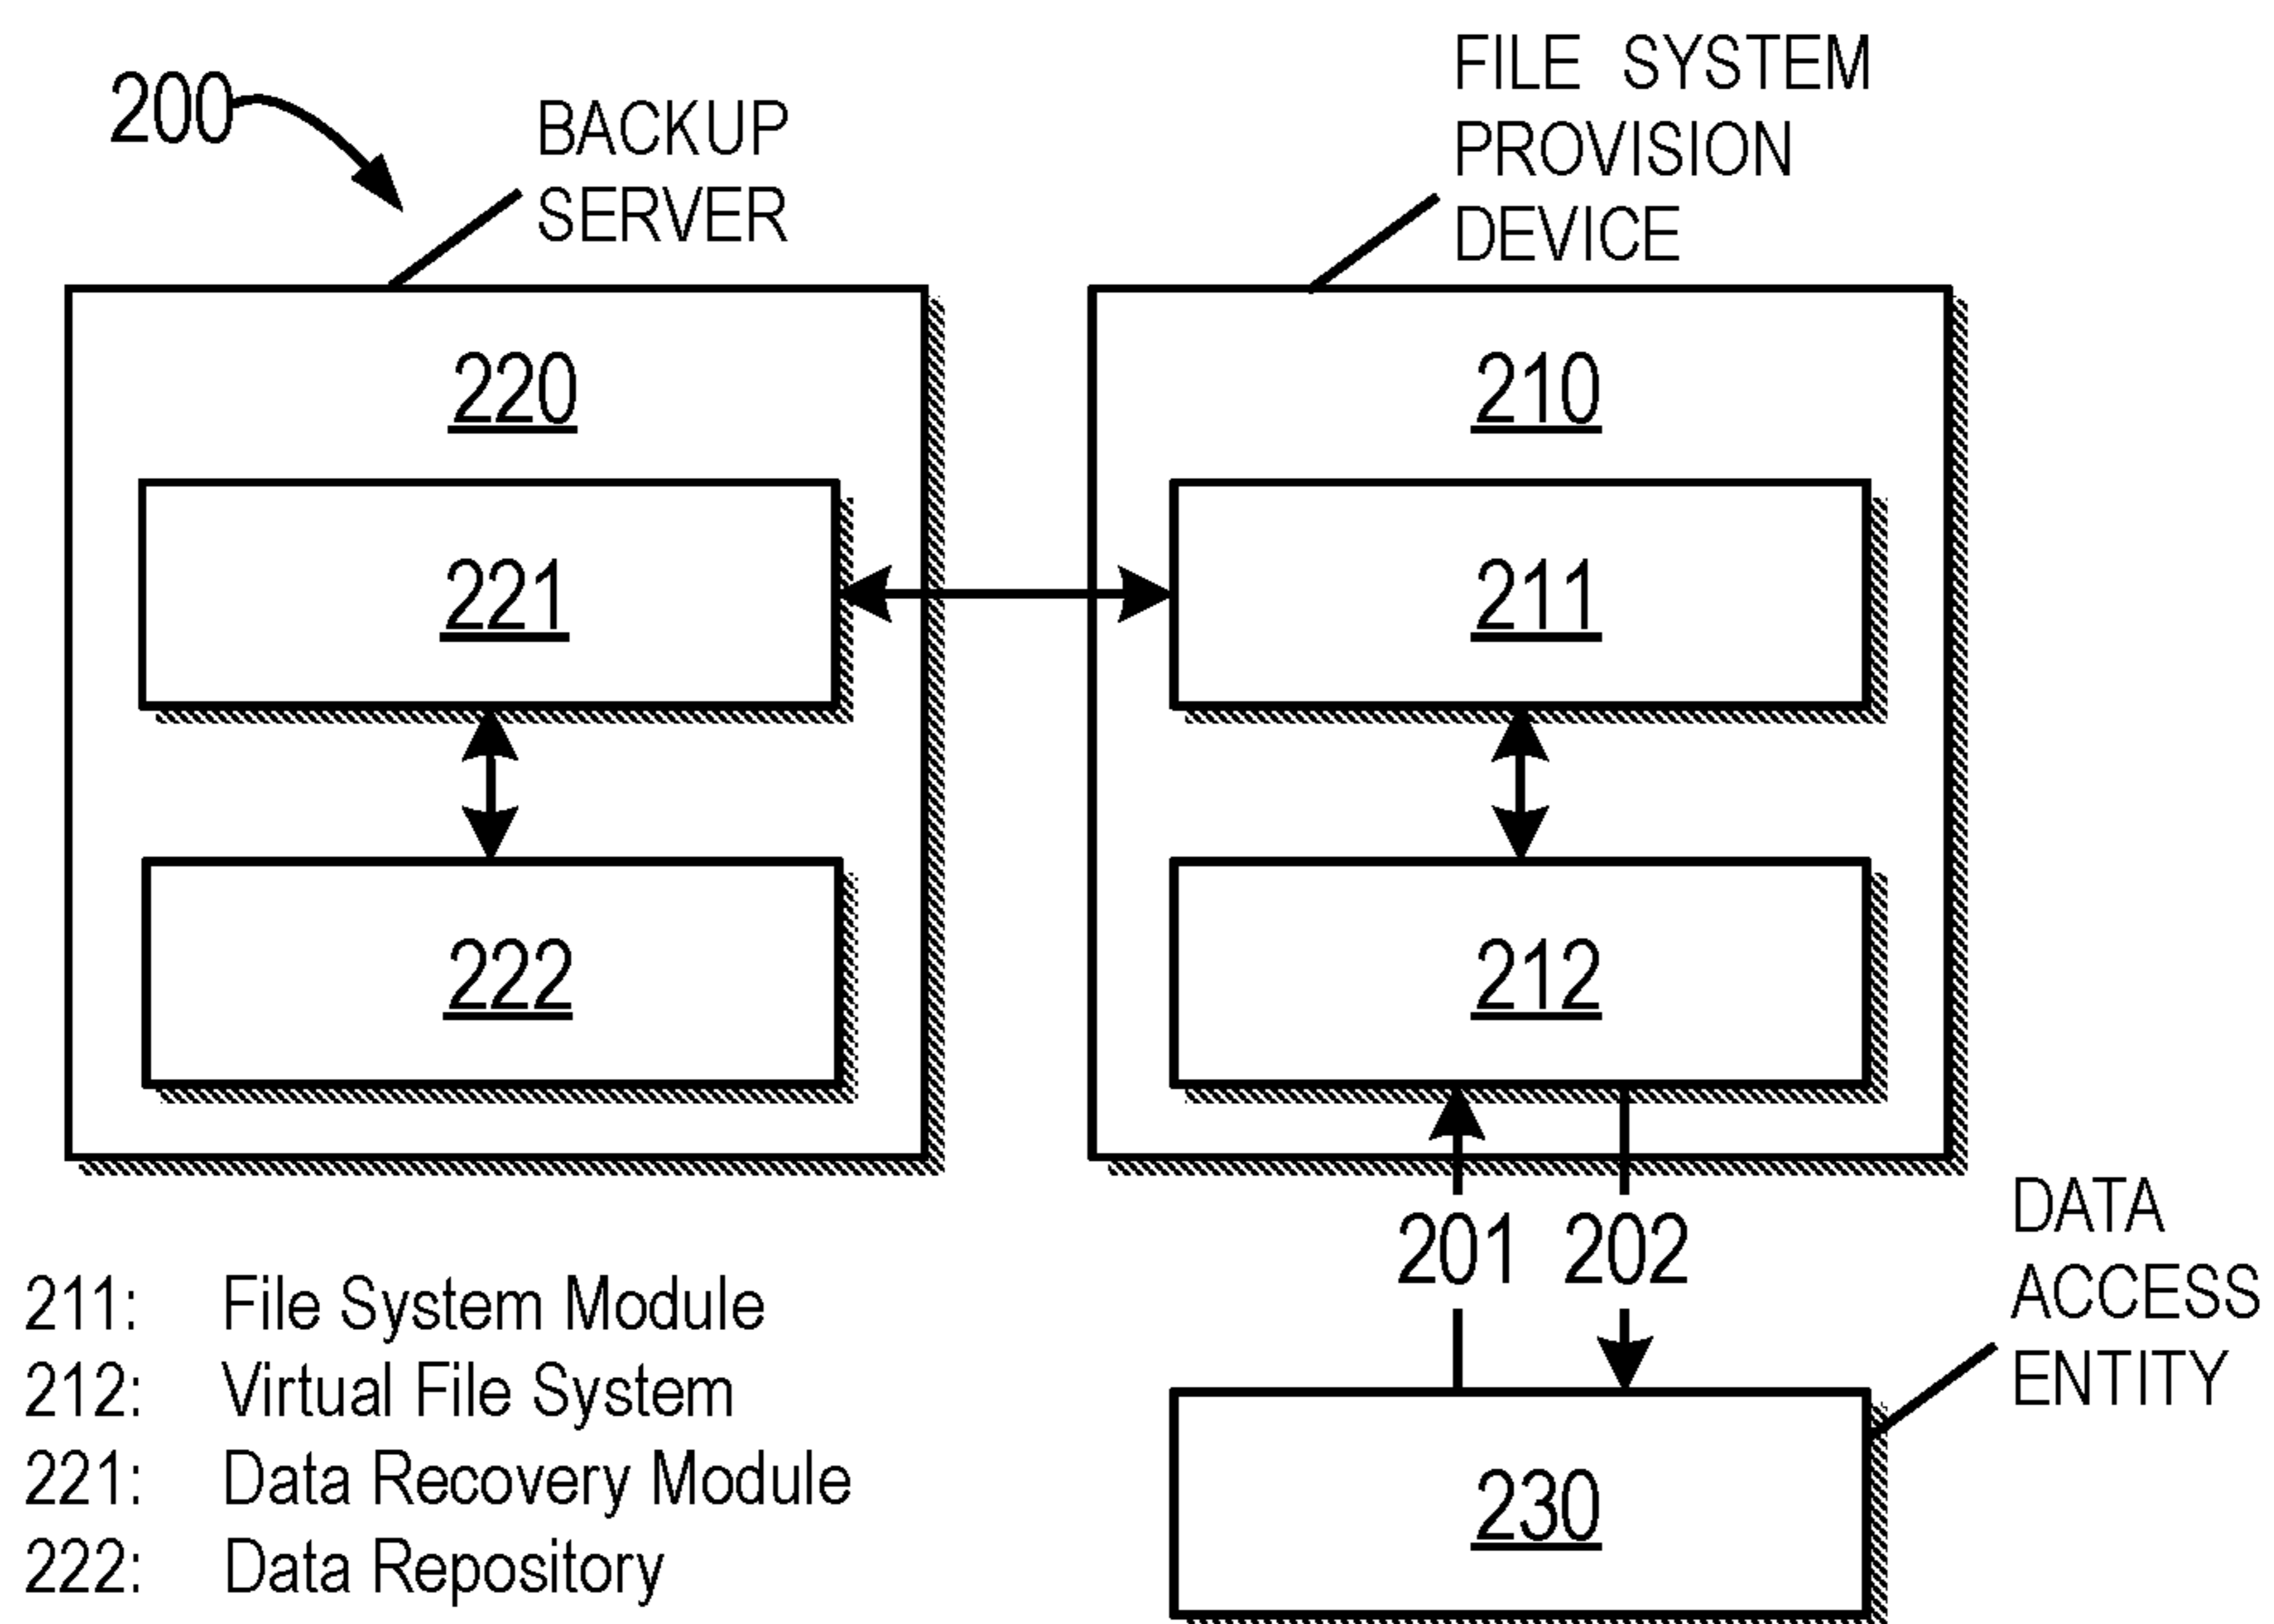 200
BACKUP
SERVER
FILE SYSTEM
PROVISION
DEVICE
220
210
221
211
222
212
201 202
DATA
ACCESS
ENTITY
230
211: File System Module
212: Virtual File System
221: Data Recovery Module
222: Data Repository